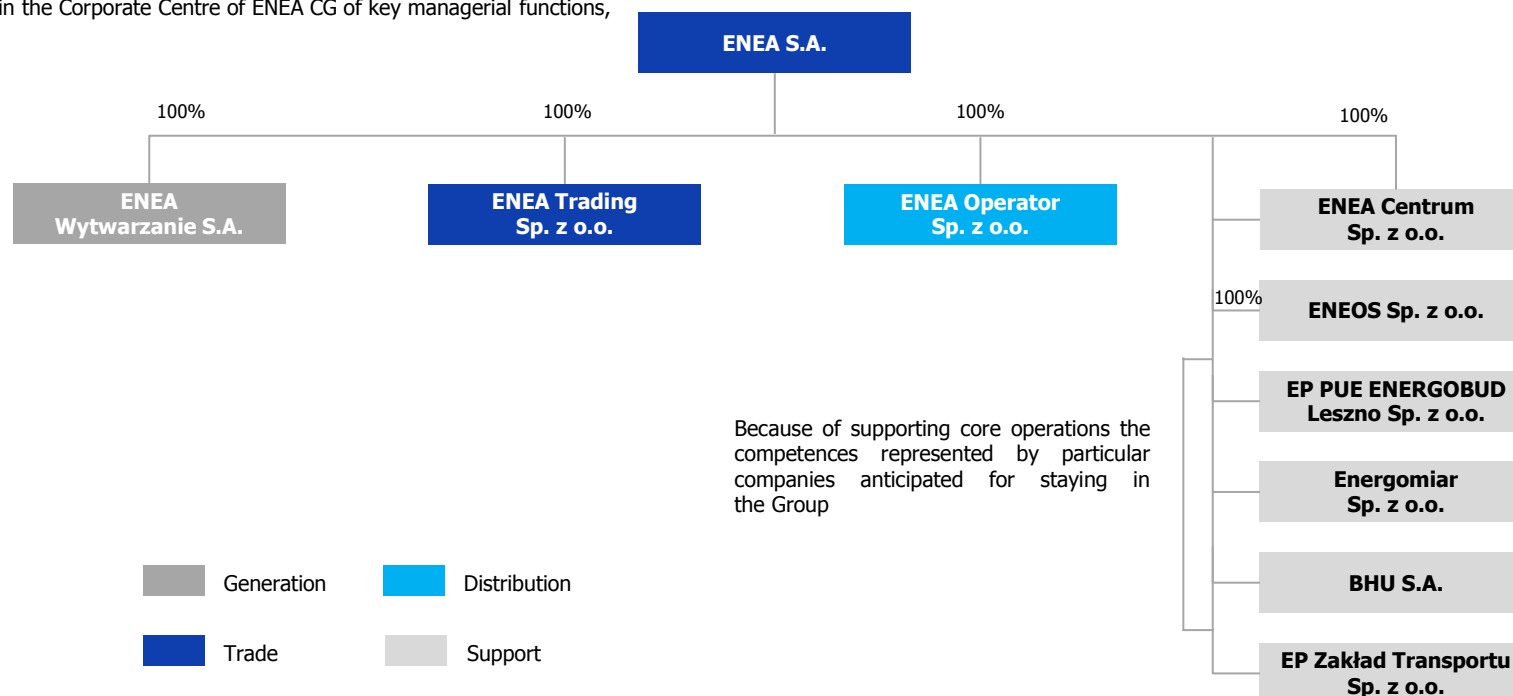 in the Corporate Centre of ENEA CG of key managerial functions,
ENEA S.A.
100%
100%
100%
100%
ENEA
Wytwarzanie S.A.
ENEA Trading
Sp. z o.o.
ENEA Operator
Sp. z o.o.
ENEA Centrum
Sp. z o.o.
100%
ENEOS Sp. z o.o.
EP PUE ENERGOBUD
Leszno Sp. z o.o.
Because of supporting core operations the
competences represented by particular
companies anticipated for staying in
the Group
Energomiar
Sp. z o.o.
BHU S.A.
EP Zakład Transportu
Sp. z o.o.
Generation
Distribution
Trade
Support